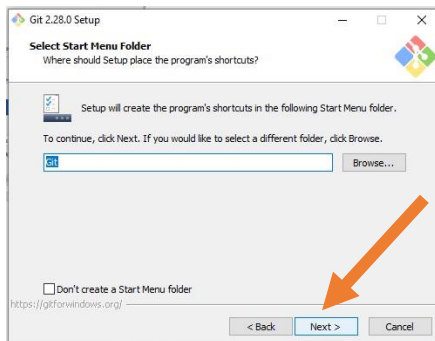 Git 2.28.0 Setup
Select Start Menu Folder
Where should Setup place the program's shortcuts?
Setup will create the program's shortcuts in the following Start Menu folder.
To continue, click Next. If you would like to select a different folder, click Browse.
Git
Browse...
Don't create a Start Menu folder
https://gitforwindows.org/
< Back
Next >
Cancel